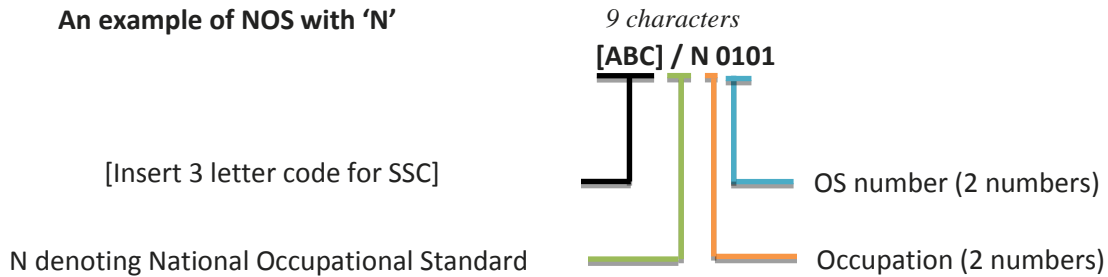 An example of NOS with ‘N’
9 characters
[ABC] / N 0101
[Insert 3 letter code for SSC]
OS number (2 numbers)
N denoting National Occupational Standard
Occupation (2 numbers)